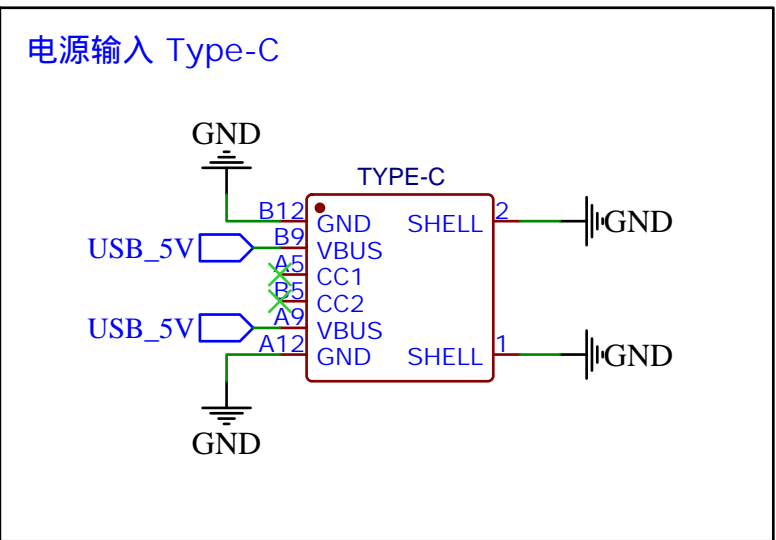 电源输入 Type-C
GND
TYPE-C
B12 GND SHELL 2 GND
USB_5V B9 VBUS
A5 CC1
B5 CC2
USB_5V A9 VBUS
A12 GND SHELL 1 GND
GND